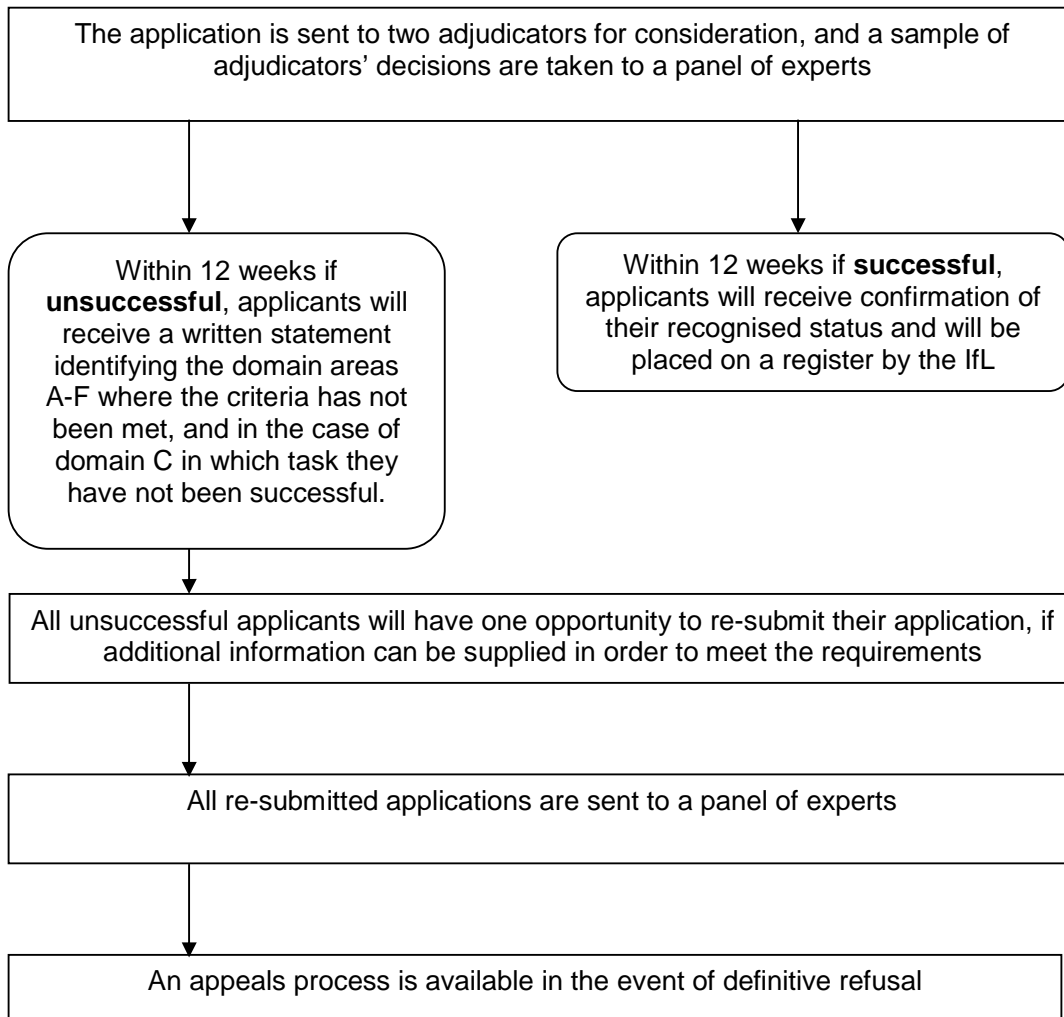 The application is sent to two adjudicators for consideration, and a sample of
adjudicators’ decisions are taken to a panel of experts
Within 12 weeks if
unsuccessful, applicants will
receive a written statement
identifying the domain areas
A-F where the criteria has not
been met, and in the case of
domain C in which task they
have not been successful.
Within 12 weeks if successful,
applicants will receive confirmation of
their recognised status and will be
placed on a register by the IfL
All unsuccessful applicants will have one opportunity to re-submit their application, if
additional information can be supplied in order to meet the requirements
All re-submitted applications are sent to a panel of experts
An appeals process is available in the event of definitive refusal